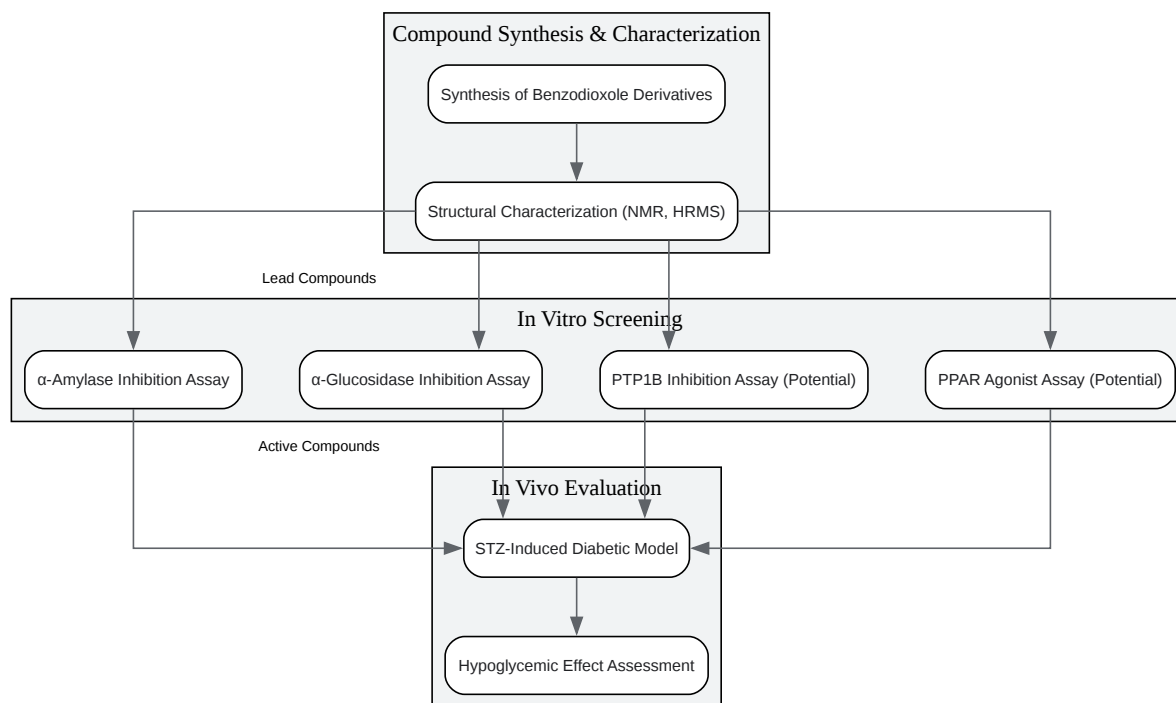 Compound Synthesis & Characterization
Synthesis of Benzodioxole Derivatives
Structural Characterization (NMR, HRMS)
Lead Compounds
In Vitro Screening
α-Amylase Inhibition Assay
α-Glucosidase Inhibition Assay
PTP1B Inhibition Assay (Potential)
PPAR Agonist Assay (Potential)
Active Compounds
In Vivo Evaluation
STZ-Induced Diabetic Model
Hypoglycemic Effect Assessment